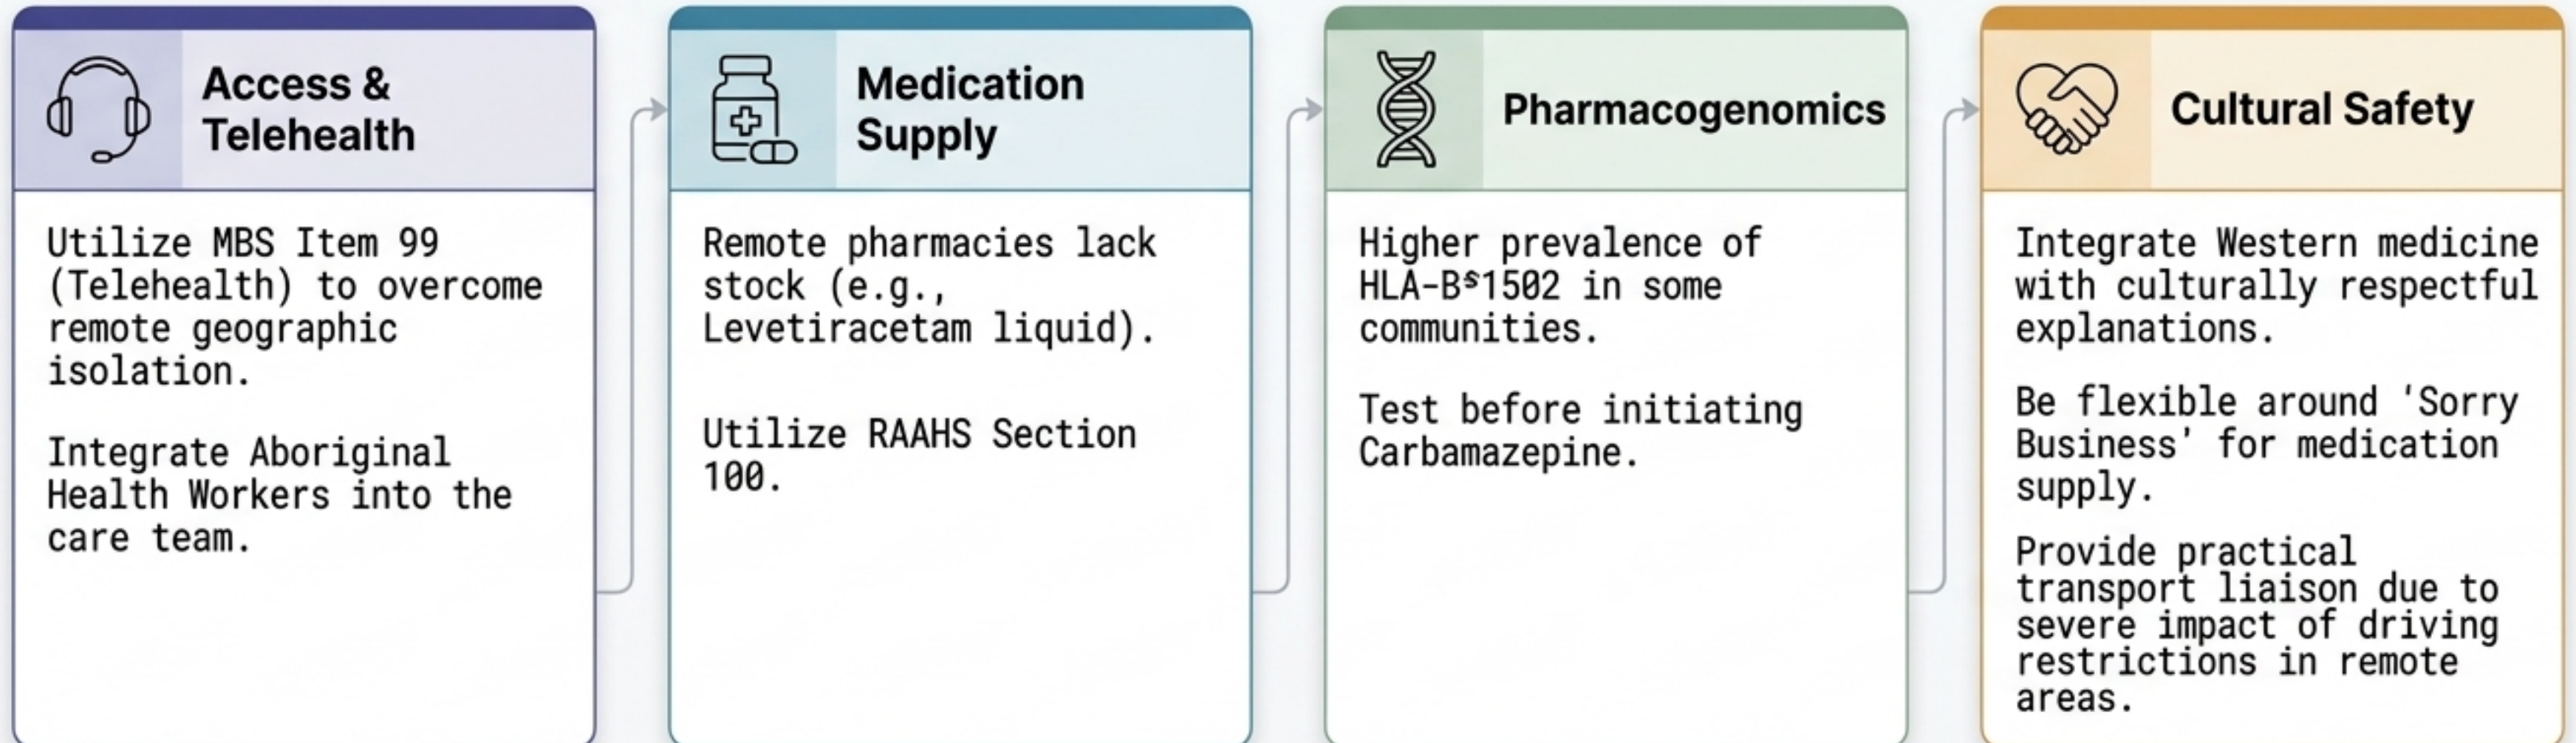 Access &
Telehealth
Utilize MBS Item 99
(Telehealth) to overcome
remote geographic
isolation.
Integrate Aboriginal
Health Workers into the
care team.
Medication
Supply
Remote pharmacies lack
stock (e.g.,
Levetiracetam liquid).
Utilize RAAHS Section
100.
Pharmacogenomics
Higher prevalence of
HLA-B$1502 in some
communities.
Test before initiating
Carbamazepine.
Cultural Safety
Integrate Western medicine
with culturally respectful
explanations.
Be flexible around ‘Sorry
Business’ for medication
supply.
Provide practical
transport liaison due to
severe impact of driving
restrictions in remote
areas.